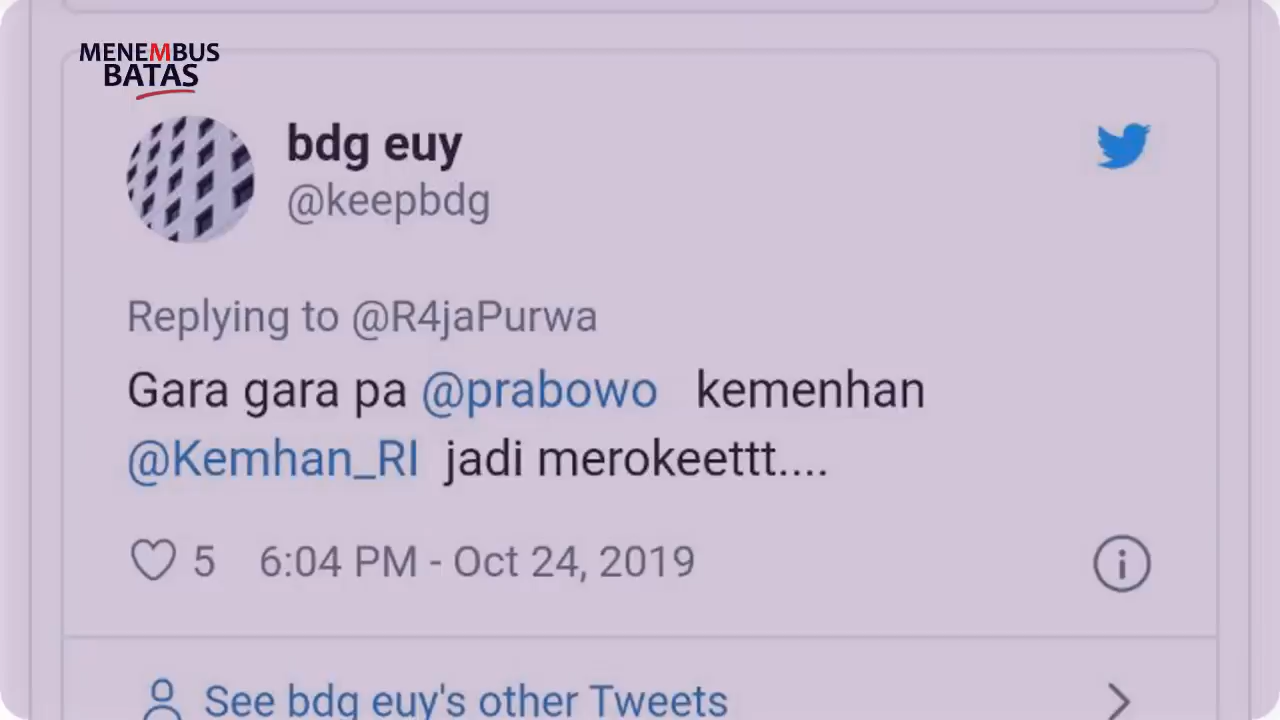 MENEMBUS
BATAS
bdg euy
@keepbdg
Replying to @R4jaPurwa
Gara gara pa @prabowo kemenhan
@Kemhan_RI jadi merokeettt....
5 6:04 PM - Oct 24, 2019
See bdg euy's other Tweets